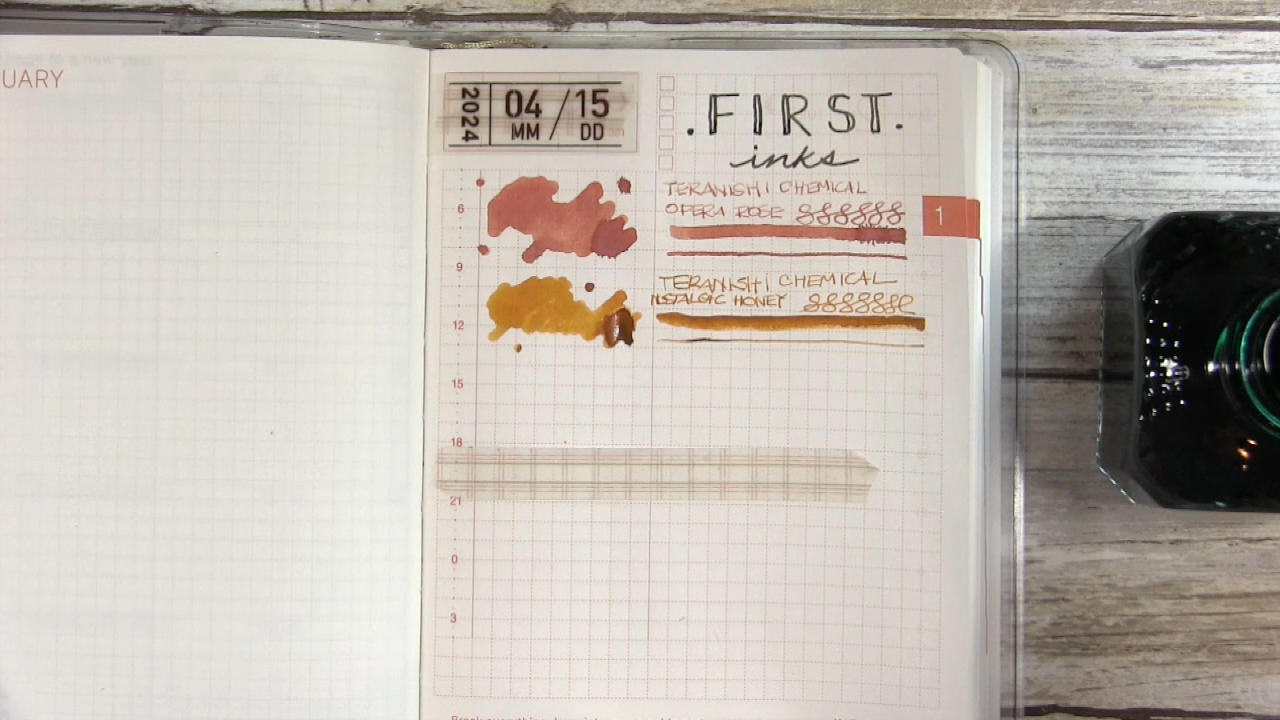 UARY
2024 04/15
MM DD
.FIRST.
inks
TERANISHI CHEMICAL
OPERA ROSE
1
TERANISHI CHEMICAL
NSTALGIC HONEY
6
9
12
15
18
21
0
3